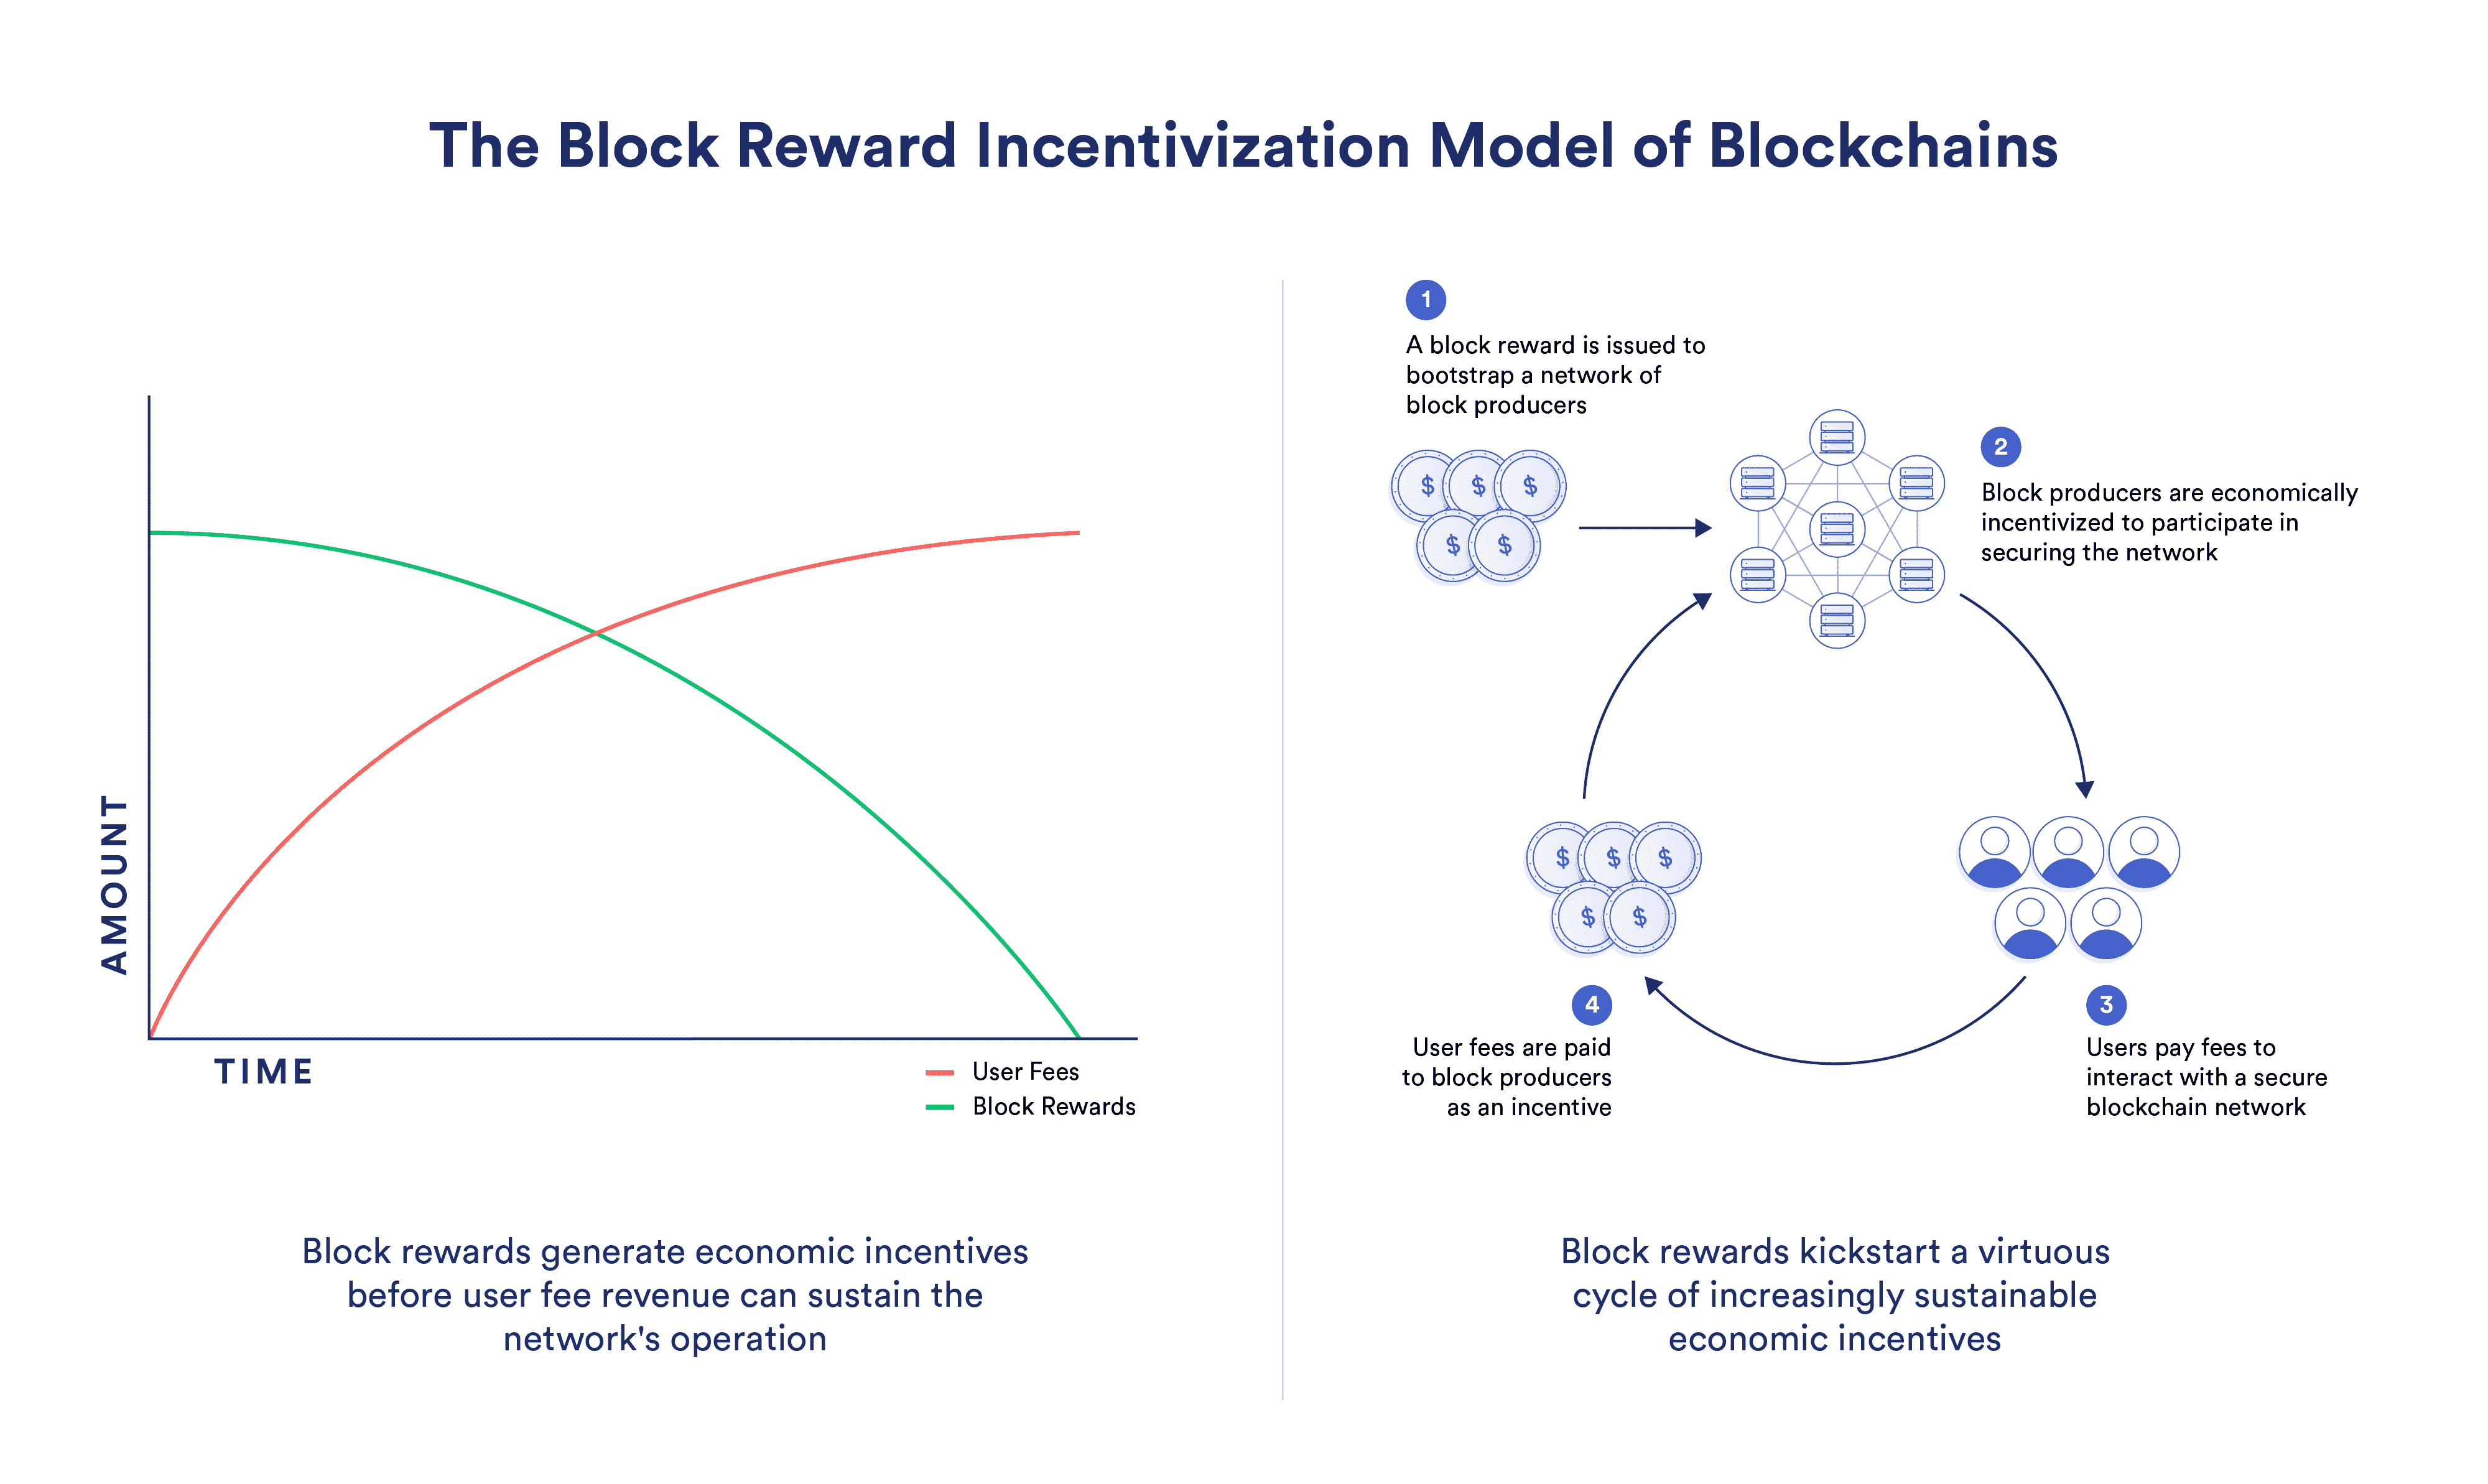 The Block Reward Incentivization Model of Blockchains
AMOUNT
TIME
User Fees
Block Rewards
Block rewards generate economic incentives
before user fee revenue can sustain the
network's operation
1
A block reward is issued to
bootstrap a network of
block producers
$ $ $
$ $
2
Block producers are economically
incentivized to participate in
securing the network
3
Users pay fees to
interact with a secure
blockchain network
$ $ $
$ $
4
User fees are paid
to block producers
as an incentive
Block rewards kickstart a virtuous
cycle of increasingly sustainable
economic incentives